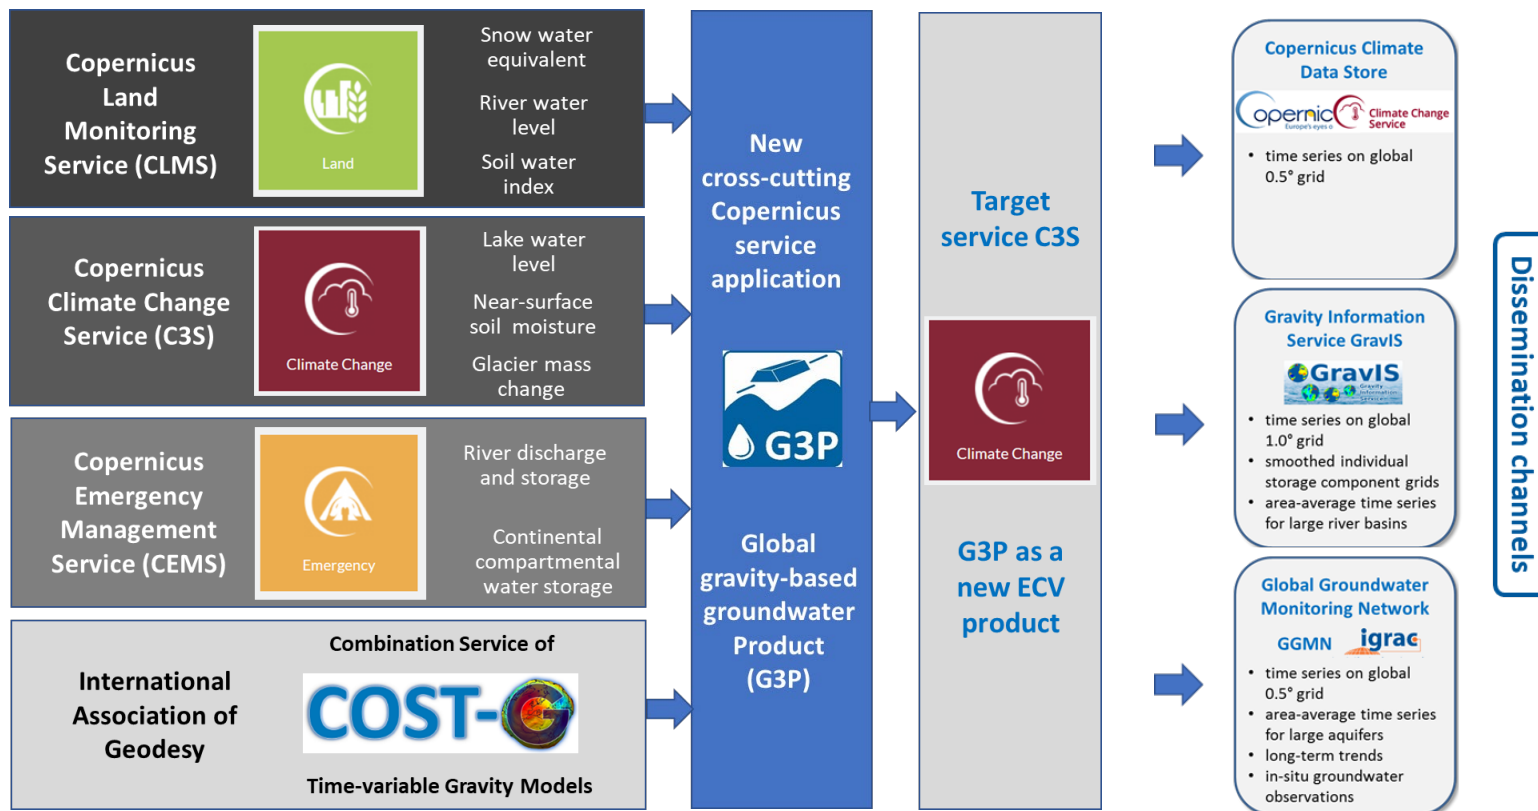 Copernicus
Land
Monitoring
Service (CLMS)
Land
Snow water
equivalent
River water
level
Soil water
index
Copernicus
Climate Change
Service (C3S)
Climate Change
Lake water
level
Near-surface
soil moisture
Glacier mass
change
Copernicus
Emergency
Management
Service (CEMS)
Emergency
River discharge
and storage
Continental
compartmental
water storage
International
Association of
Geodesy
Combination Service of
COST-G
Time-variable Gravity Models
New
cross-cutting
Copernicus
service
application
G3P
Global
gravity-based
groundwater
Product
(G3P)
Target
service C3S
Climate Change
G3P as a
new ECV
product
Copernicus Climate
Data Store
opernic
Europe's eyes o
Climate Change
Service
• time series on global
0.5° grid
Gravity Information
Service GravIS
GravIS
Gravity
Information
Service
• time series on global
1.0° grid
• smoothed individual
storage component grids
• area-average time series
for large river basins
Global Groundwater
Monitoring Network
GGMN
igrac
• time series on global
0.5° grid
• area-average time series
for large aquifers
• long-term trends
• in-situ groundwater
observations
Dissemination channels